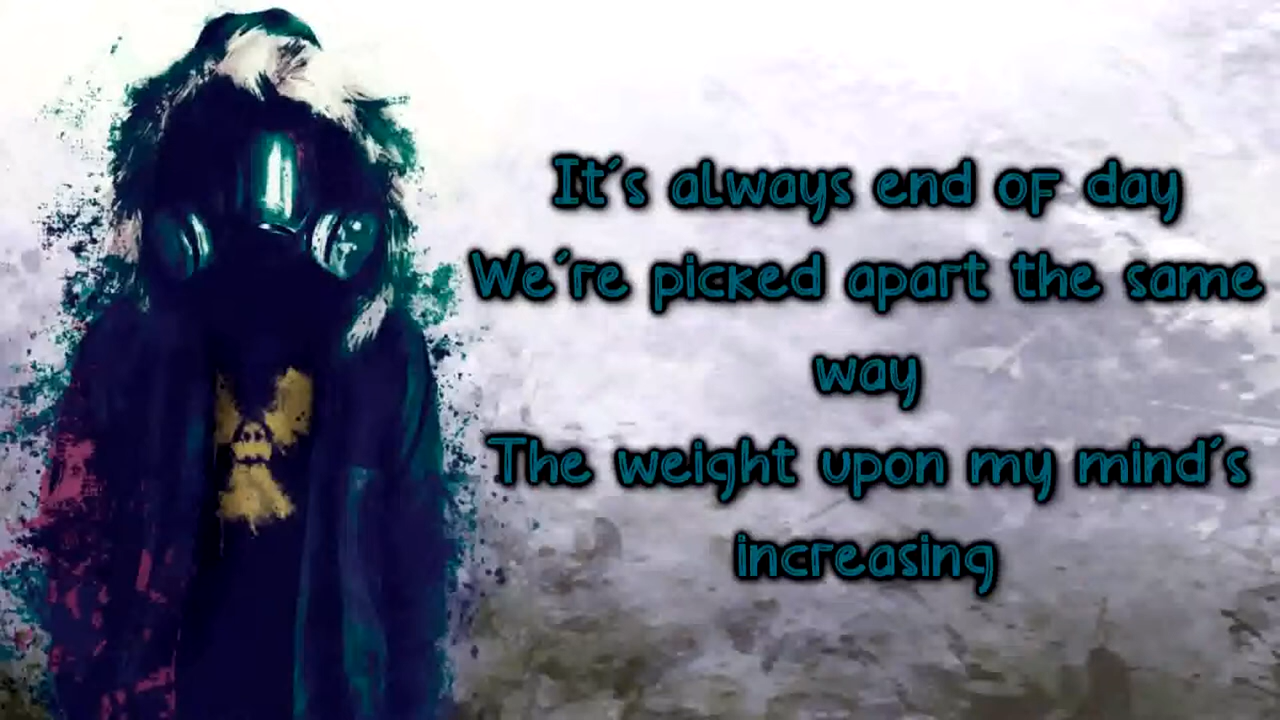 It´s always end of day
We´re picked apart the same
way
The weight upon my mind´s
increasing